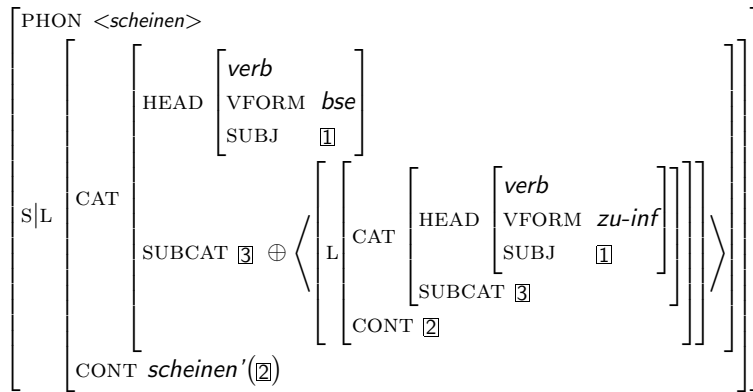 PHON <scheinen>
verb
HEAD VFORM bse
SUBJ 1
S|L CAT
verb
HEAD VFORM zu-inf
SUBCAT 3 ⊕ ⟨ L CAT SUBJ 1 ⟩
SUBCAT 3
CONT 2
CONT scheinen'(2)